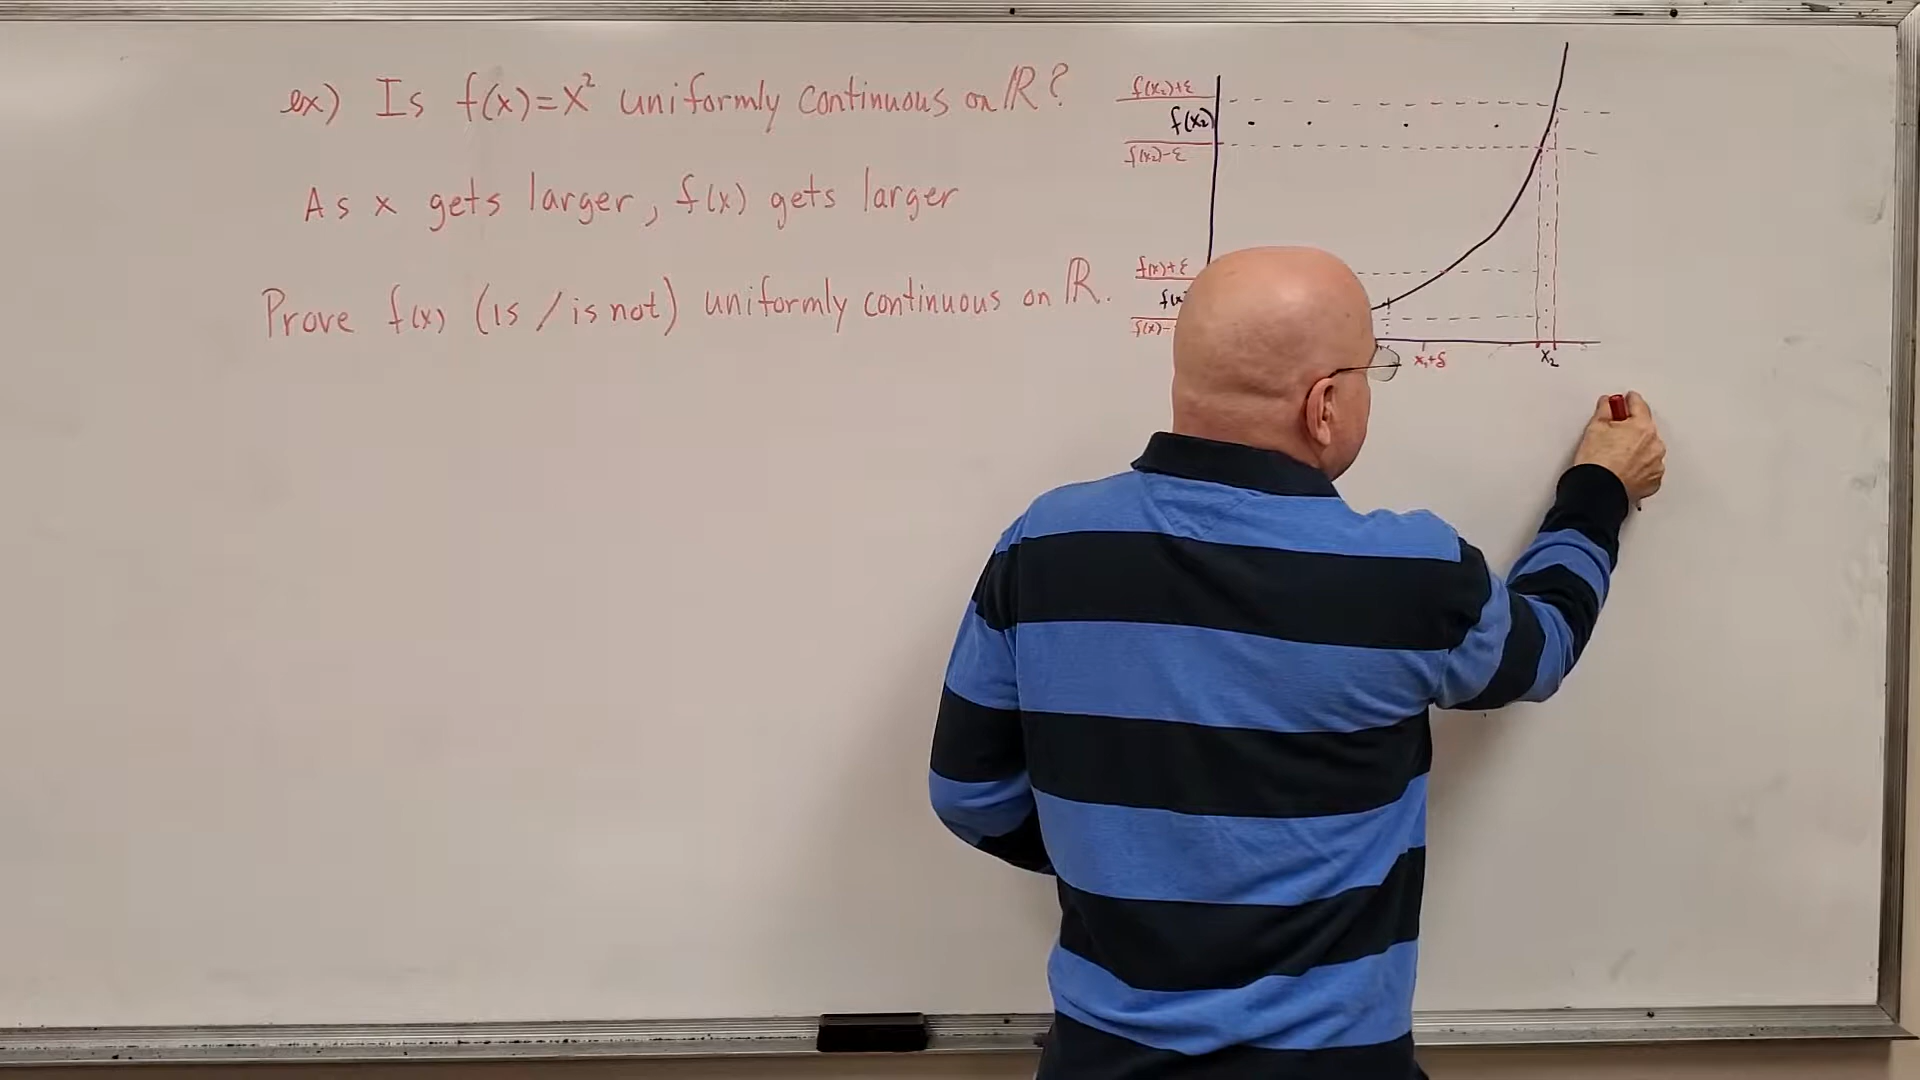 ex) Is f(x)=x² uniformly continuous on ℝ?
As x gets larger, f(x) gets larger
Prove f(x) (is / is not) uniformly continuous on ℝ.
f(x₂)+ε
f(x₂)
f(x₂)-ε
f(x)+ε
x₁+δ
x₂